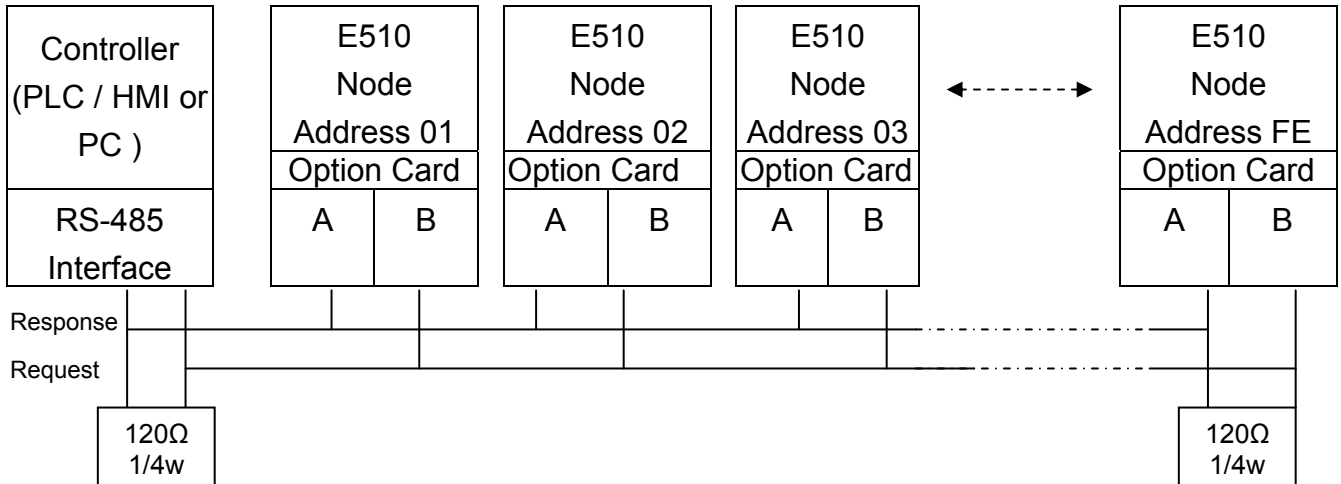 Controller
(PLC / HMI or
PC )
RS-485
Interface
E510
Node
Address 01
Option Card
A B
E510
Node
Address 02
Option Card
A B
E510
Node
Address 03
Option Card
A B
E510
Node
Address FE
Option Card
A B
Response
Request
120Ω
1/4w
120Ω
1/4w